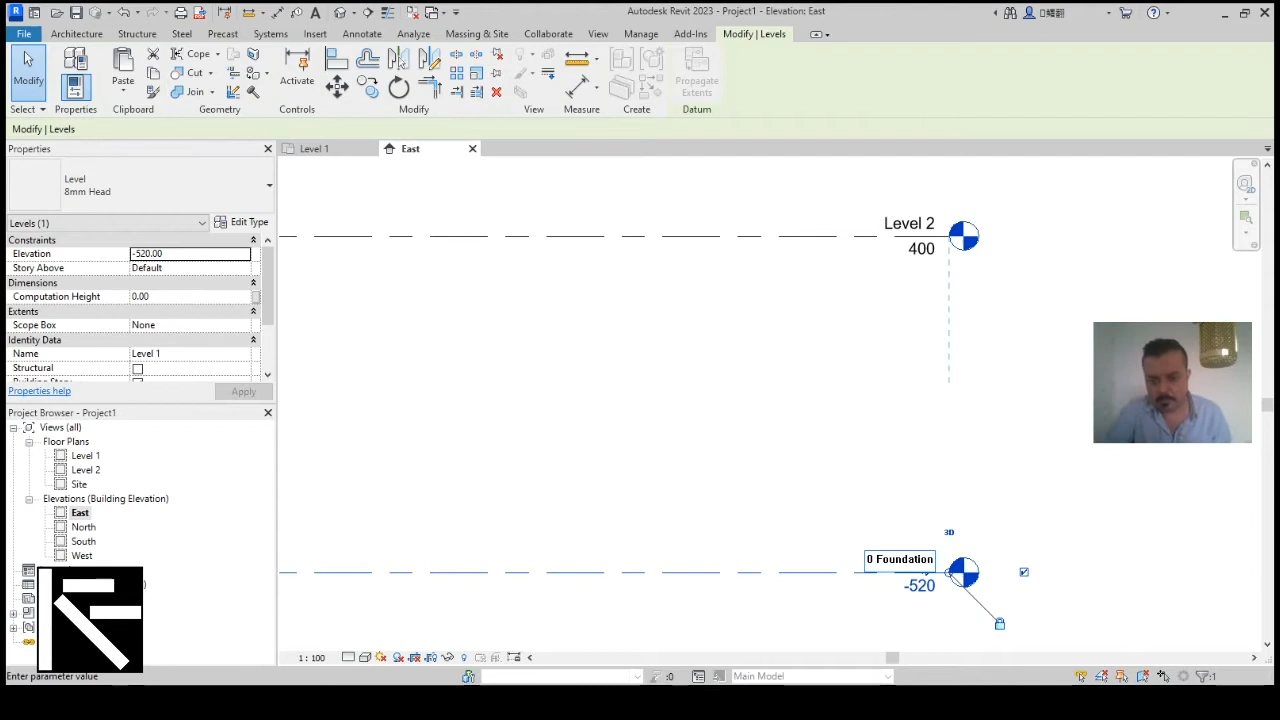 Autodesk Revit 2023 - Project1 - Elevation: East
File Architecture Structure Steel Precast Systems Insert Annotate Analyze Massing & Site Collaborate View Manage Add-Ins Modify | Levels
Modify Paste Cope Cut Join Activate Propagate Extents
Select Properties Clipboard Geometry Controls Modify View Measure Create Datum
Modify | Levels
Properties
Level 1
East
Level
8mm Head
Levels (1)
Edit Type
Constraints
Elevation -520.00
Story Above Default
Dimensions
Computation Height 0.00
Extents
Scope Box None
Identity Data
Name Level 1
Structural
Properties help
Apply
Project Browser - Project1
Views (all)
Floor Plans
Level 1
Level 2
Site
Elevations (Building Elevation)
East
North
South
West
Level 2
400
3D
0 Foundation
-520
2D
1 : 100
Enter parameter value
:0
Main Model
:1